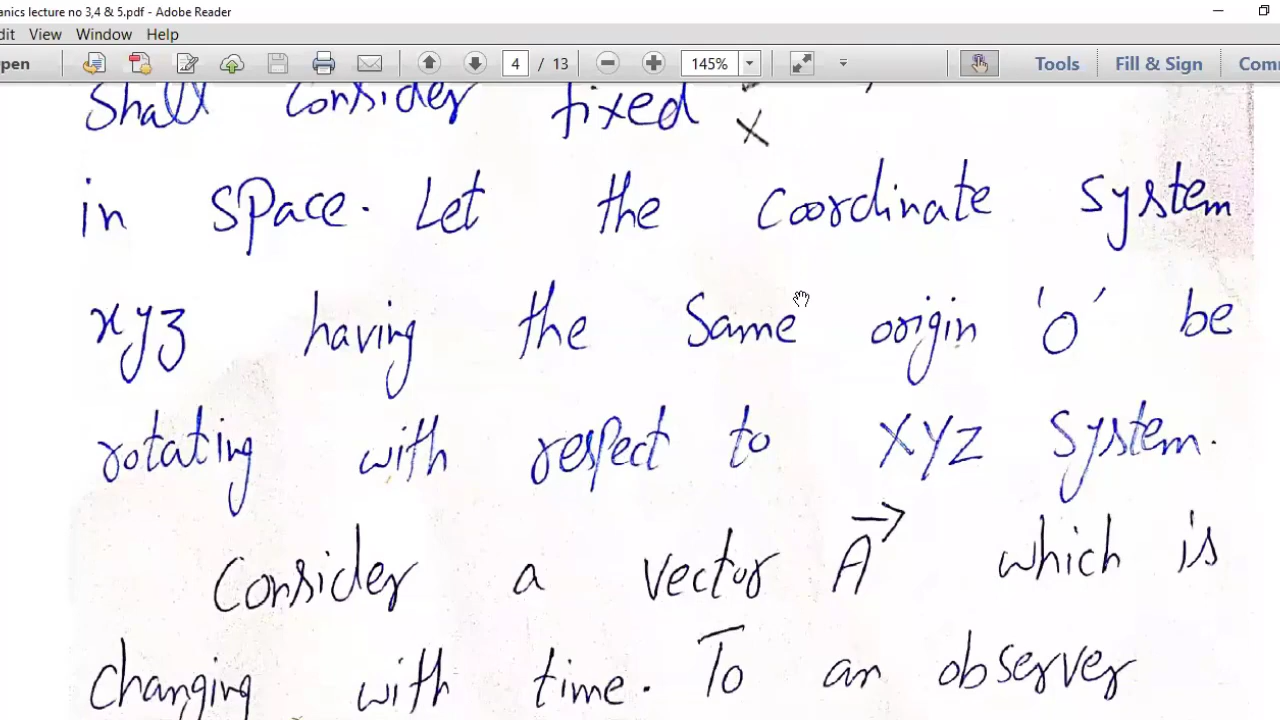 anics lecture no 3,4 & 5.pdf - Adobe Reader
dit View Window Help
pen 4 / 13 145% Tools Fill & Sign Com
Shall Consider fixed X
in space. Let the coordinate system
xyz having the same origin 'O' be
rotating with respect to XYZ system.
Consider a vector A→ which is
changing with time. To an observer